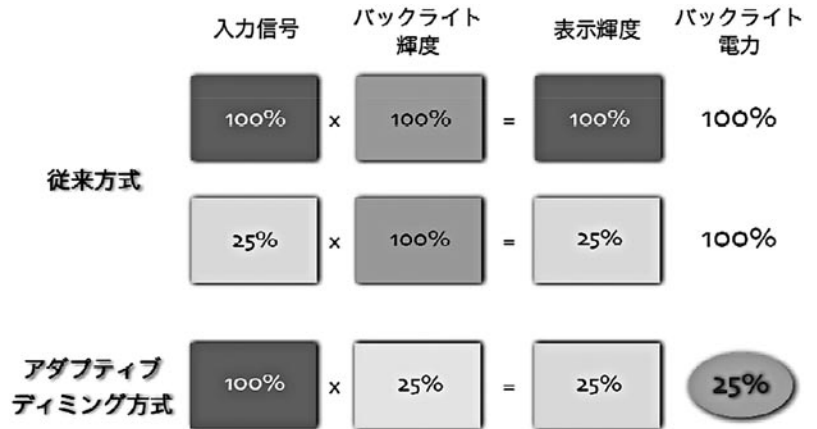 入力信号 バックライト輝度 表示輝度 バックライト電力
従来方式
100% x 100% = 100% 100%
25% x 100% = 25% 100%
アダプティブ
ディミング方式
100% x 25% = 25% 25%